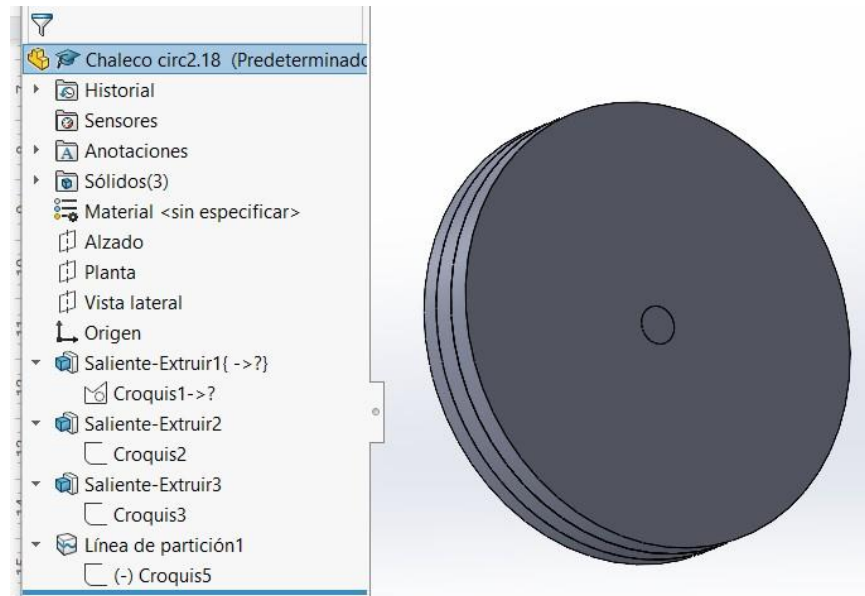 Chaleco circ2.18 (Predeterminado
Historial
Sensores
Anotaciones
Sólidos(3)
Material <sin especificar>
Alzado
Planta
Vista lateral
Origen
Saliente-Extruir1{ ->?}
Croquis1->?
Saliente-Extruir2
Croquis2
Saliente-Extruir3
Croquis3
Línea de partición1
(-) Croquis5